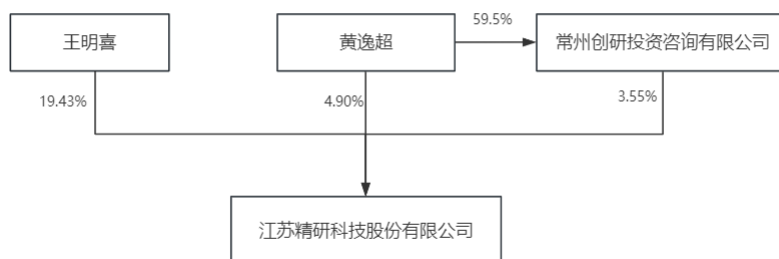 59.5%
王明喜
黄逸超
常州创研投资咨询有限公司
19.43%
4.90%
3.55%
江苏精研科技股份有限公司